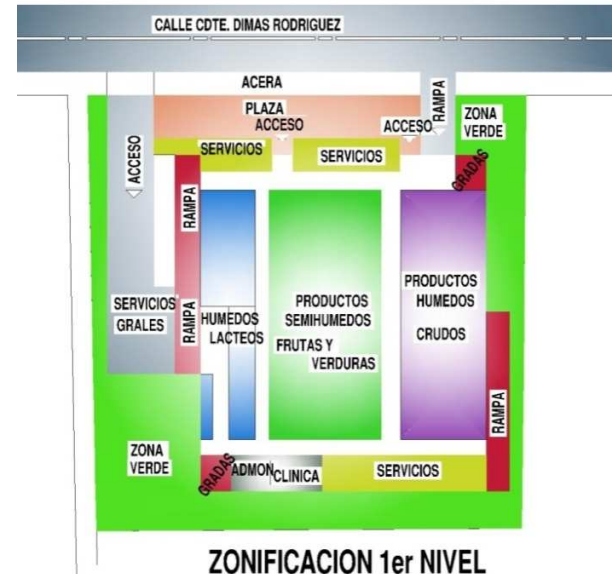 CALLE CDTE. DIMAS RODRIGUEZ
ACERA
PLAZA
ACCESO
ACCESO
RAMPA
ZONA
VERDE
ACCESO
SERVICIOS
SERVICIOS
GRADAS
RAMPA
RAMPA
SERVICIOS
GRALES
HUMEDOS
LACTEOS
PRODUCTOS
SEMIHUMEDOS
FRUTAS Y
VERDURAS
PRODUCTOS
HUMEDOS
CRUDOS
RAMPA
ZONA
VERDE
GRADAS
ADMON
CLINICA
SERVICIOS
ZONIFICACION 1er NIVEL